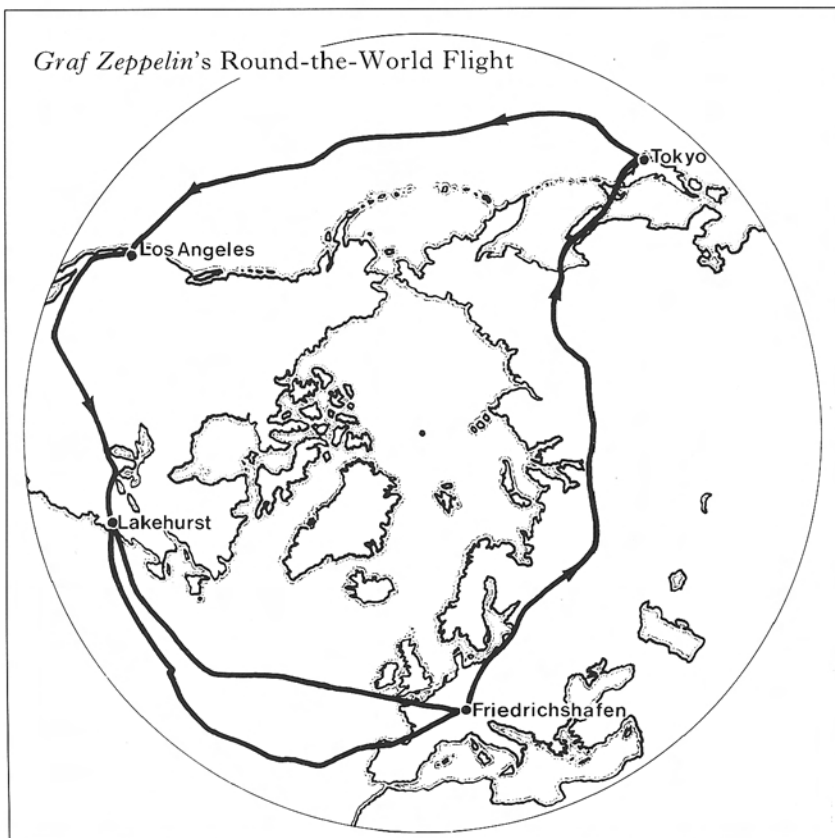 Graf Zeppelin's Round-the-World Flight
Tokyo
Los Angeles
Lakehurst
Friedrichshafen